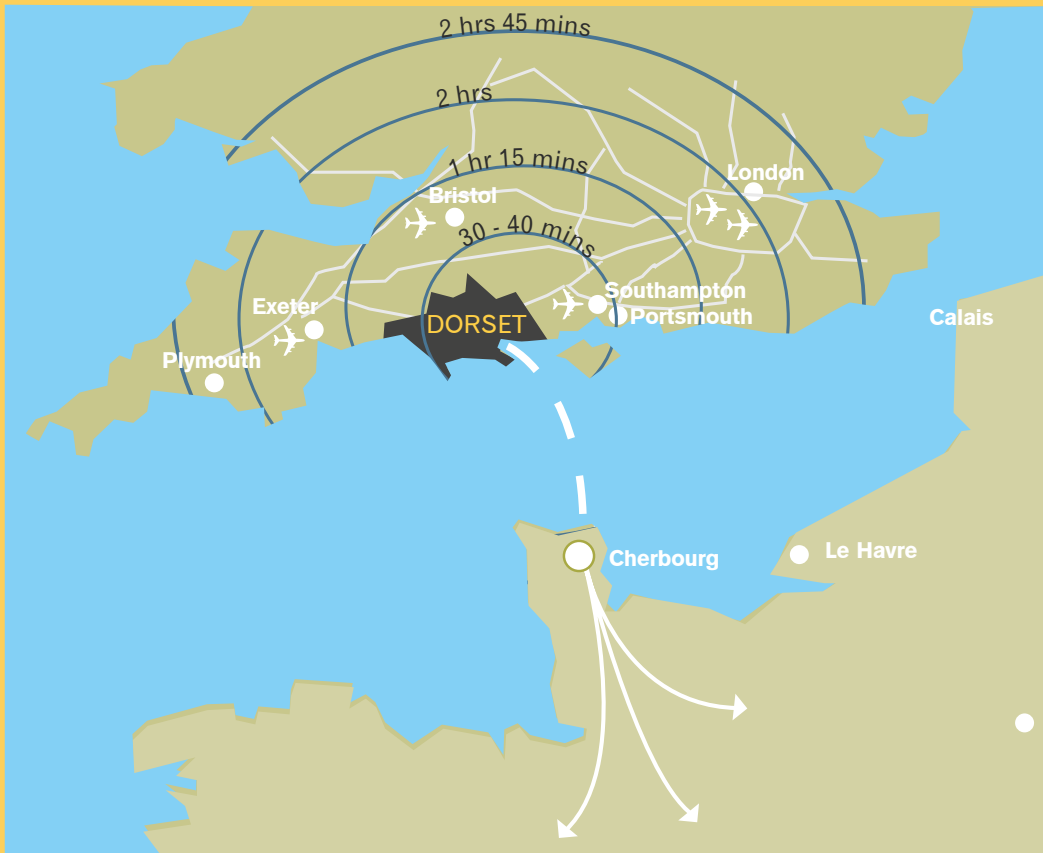 2 hrs 45 mins
2 hrs
1 hr 15 mins
London
Bristol
30 - 40 mins
Southampton
Exeter
Portsmouth
Calais
DORSET
Plymouth
Le Havre
Cherbourg